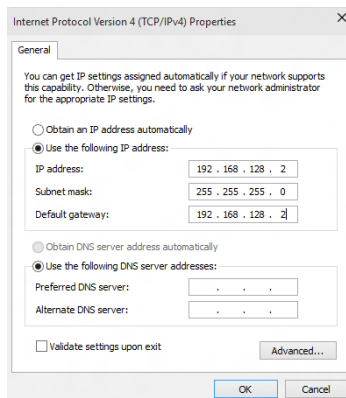 Internet Protocol Version 4 (TCP/IPv4) Properties
General
You can get IP settings assigned automatically if your network supports
this capability. Otherwise, you need to ask your network administrator
for the appropriate IP settings.
Obtain an IP address automatically
Use the following IP address:
IP address: 192 . 168 . 128 . 2
Subnet mask: 255 . 255 . 255 . 0
Default gateway: 192 . 168 . 128 . 2
Obtain DNS server address automatically
Use the following DNS server addresses:
Preferred DNS server: . . .
Alternate DNS server: . . .
Validate settings upon exit
Advanced...
OK Cancel